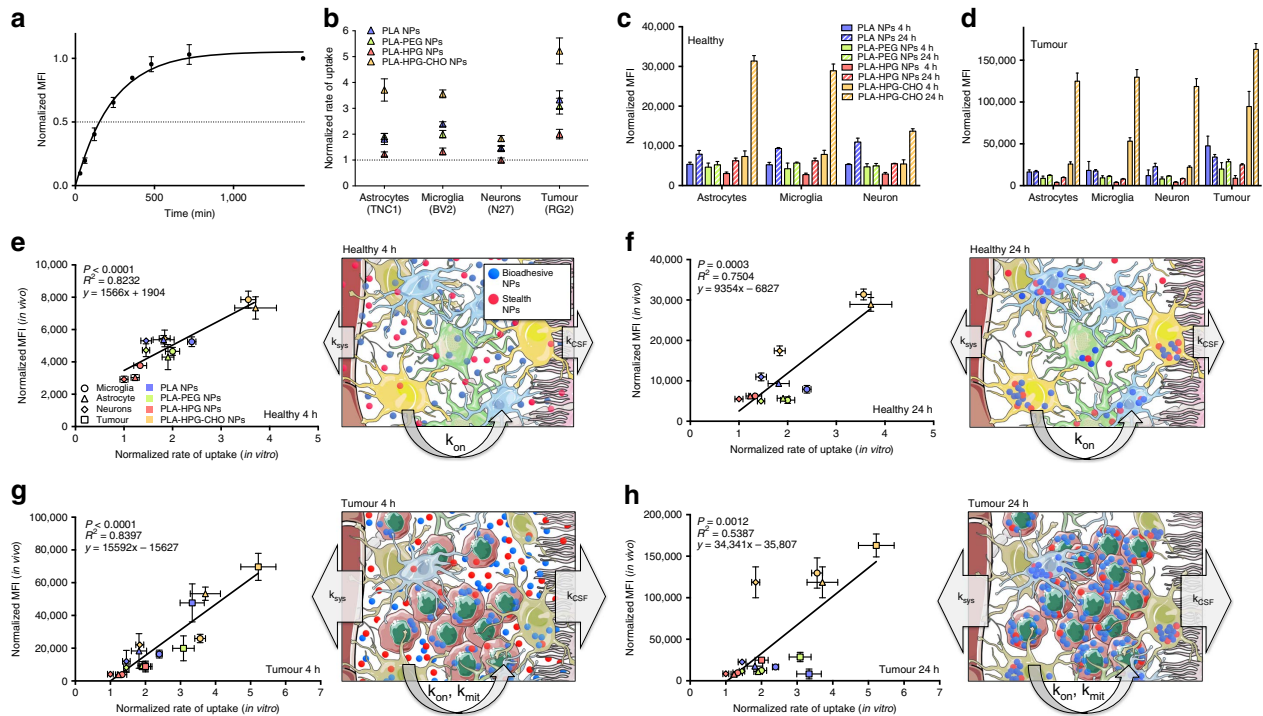 a
Normalized MFI
1.0
0.5
0.0
0
500
1,000
Time (min)
b
Normalized rate of uptake
6
5
4
3
2
1
0
PLA NPs
PLA-PEG NPs
PLA-HPG NPs
PLA-HPG-CHO NPs
Astrocytes
(TNC1)
Microglia
(BV2)
Neurons
(N27)
Tumour
(RG2)
c
Normalized MFI
40,000
30,000
20,000
10,000
0
Healthy
PLA NPs 4 h
PLA NPs 24 h
PLA-PEG NPs 4 h
PLA-PEG NPs 24 h
PLA-HPG NPs 4 h
PLA-HPG NPs 24 h
PLA-HPG-CHO 4 h
PLA-HPG-CHO 24 h
Astrocytes
Microglia
Neuron
d
Normalized MFI
150,000
100,000
50,000
0
Tumour
Astrocytes
Microglia
Neuron
Tumour
e
Normalized MFI (in vivo)
10,000
8,000
6,000
4,000
2,000
0
P < 0.0001
R² = 0.8232
y = 1566x + 1904
Microglia
Astrocyte
Neurons
Tumour
PLA NPs
PLA-PEG NPs
PLA-HPG NPs
PLA-HPG-CHO NPs
Healthy 4 h
0 1 2 3 4 5
Normalized rate of uptake (in vitro)
Healthy 4 h
Bioadhesive
NPs
Stealth
NPs
ksys
kCSF
kon
f
Normalized MFI (in vivo)
40,000
30,000
20,000
10,000
0
P = 0.0003
R² = 0.7504
y = 9354x − 6827
Healthy 24 h
0 1 2 3 4 5
Normalized rate of uptake (in vitro)
Healthy 24 h
ksys
kCSF
kon
g
Normalized MFI (in vivo)
100,000
80,000
60,000
40,000
20,000
0
P < 0.0001
R² = 0.8397
y = 15592x − 15627
Tumour 4 h
0 1 2 3 4 5 6 7
Normalized rate of uptake (in vitro)
Tumour 4 h
ksys
kCSF
kon, kmit
h
Normalized MFI (in vivo)
200,000
150,000
100,000
50,000
0
P = 0.0012
R² = 0.5387
y = 34,341x − 35,807
Tumour 24 h
0 1 2 3 4 5 6 7
Normalized rate of uptake (in vitro)
Tumour 24 h
ksys
kCSF
kon, kmit